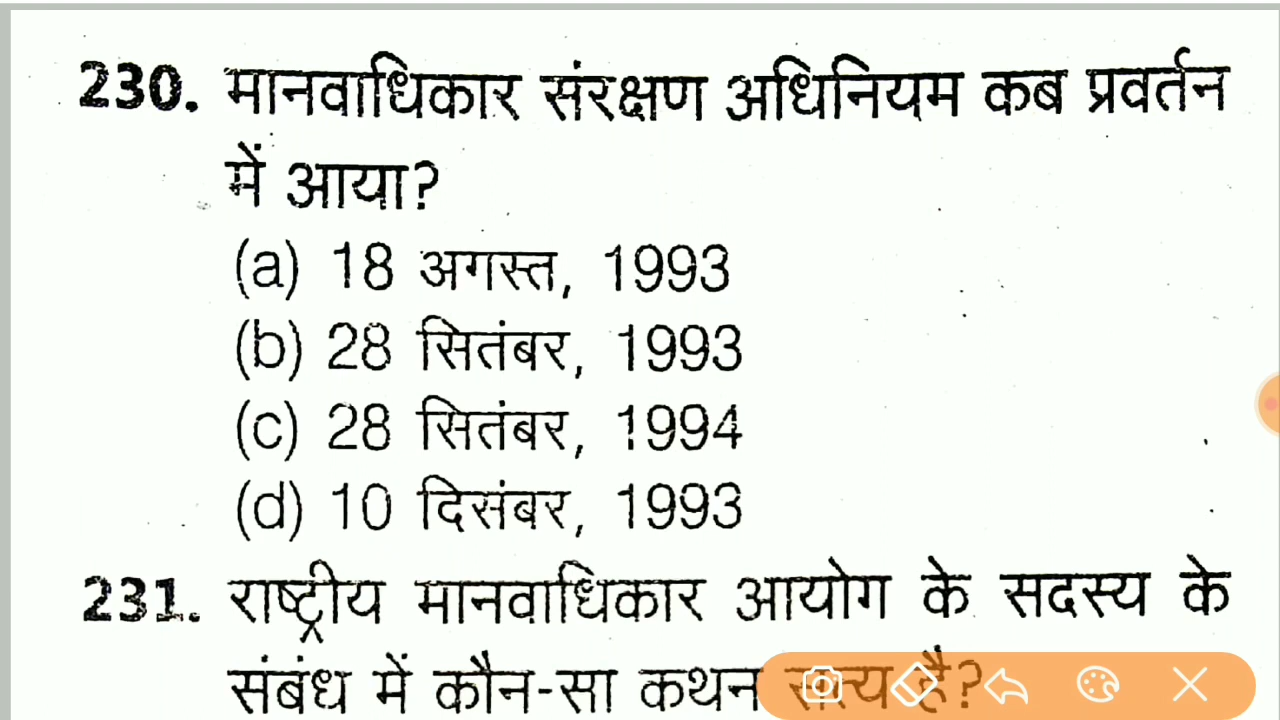 230. मानवाधिकार संरक्षण अधिनियम कब प्रवर्तन
में आया?
(a) 18 अगस्त, 1993
(b) 28 सितंबर, 1993
(c) 28 सितंबर, 1994
(d) 10 दिसंबर, 1993
231. राष्ट्रीय मानवाधिकार आयोग के सदस्य के
संबंध में कौन-सा कथन सत्य है?